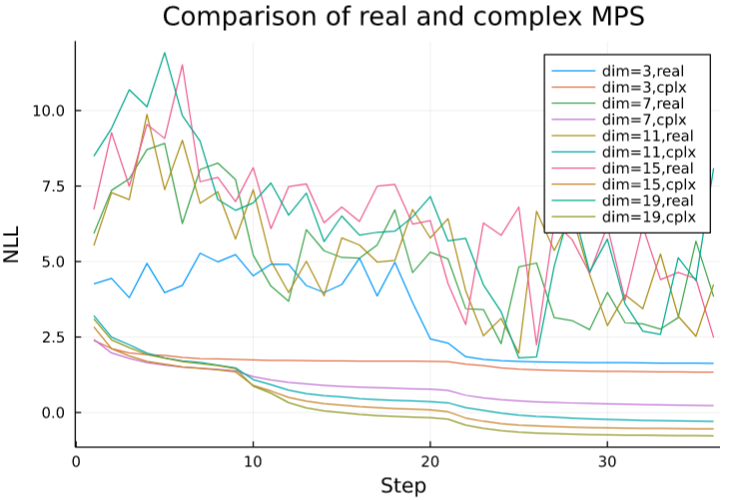 Comparison of real and complex MPS
NLL
10.0
7.5
5.0
2.5
0.0
0
10
20
30
Step
dim=3,real
dim=3,cplx
dim=7,real
dim=7,cplx
dim=11,real
dim=11,cplx
dim=15,real
dim=15,cplx
dim=19,real
dim=19,cplx